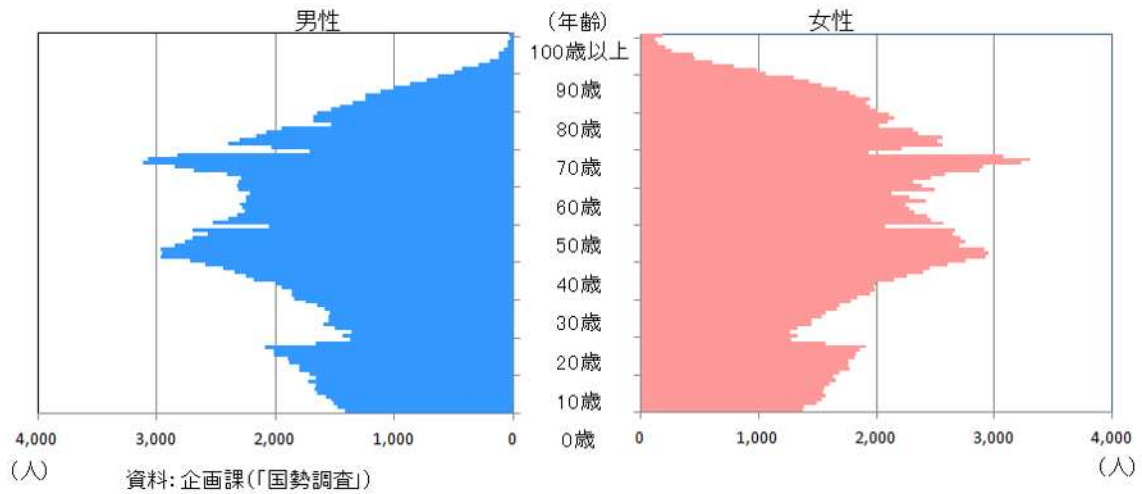 男性
(年齢)
女性
100歳以上
90歳
80歳
70歳
60歳
50歳
40歳
30歳
20歳
10歳
0歳
4,000 3,000 2,000 1,000 0
0 1,000 2,000 3,000 4,000
(人)
(人)
資料: 企画課(「国勢調査」)